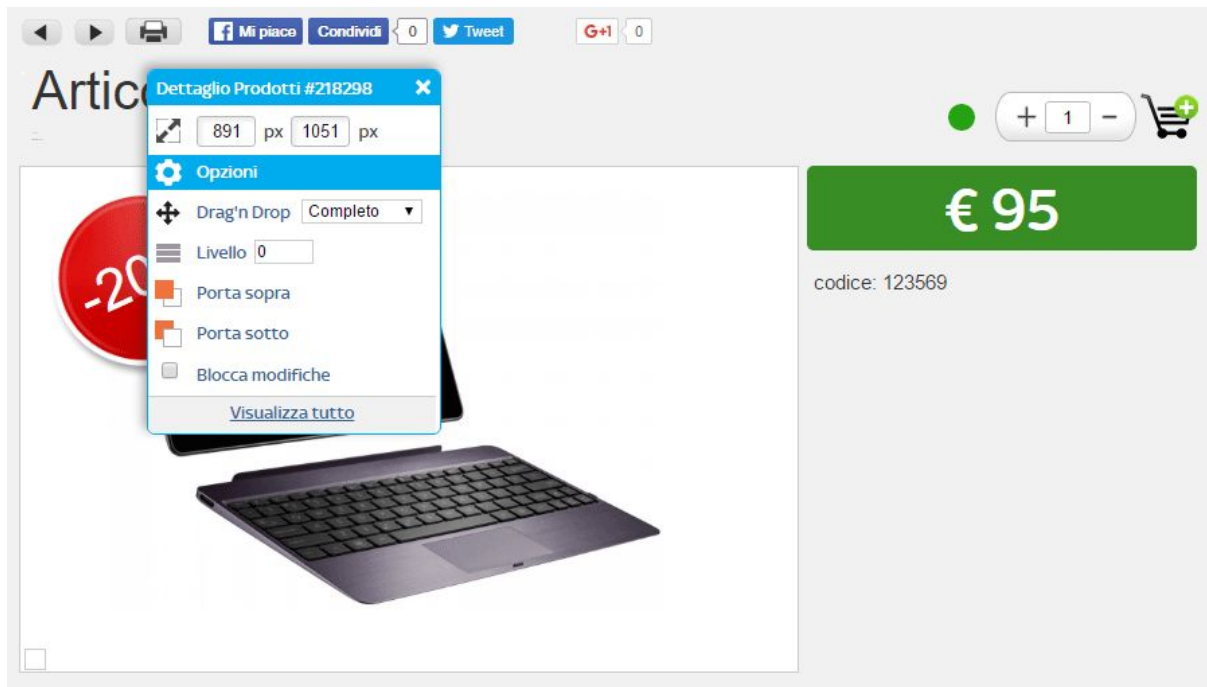 Mi piace Condividi 0 Tweet G+1 0
Artic
Dettaglio Prodotti #218298
891 px 1051 px
+ 1 -
Opzioni
Drag'n Drop Completo
Livello 0
Porta sopra
Porta sotto
Blocca modifiche
Visualizza tutto
-20
€ 95
codice: 123569